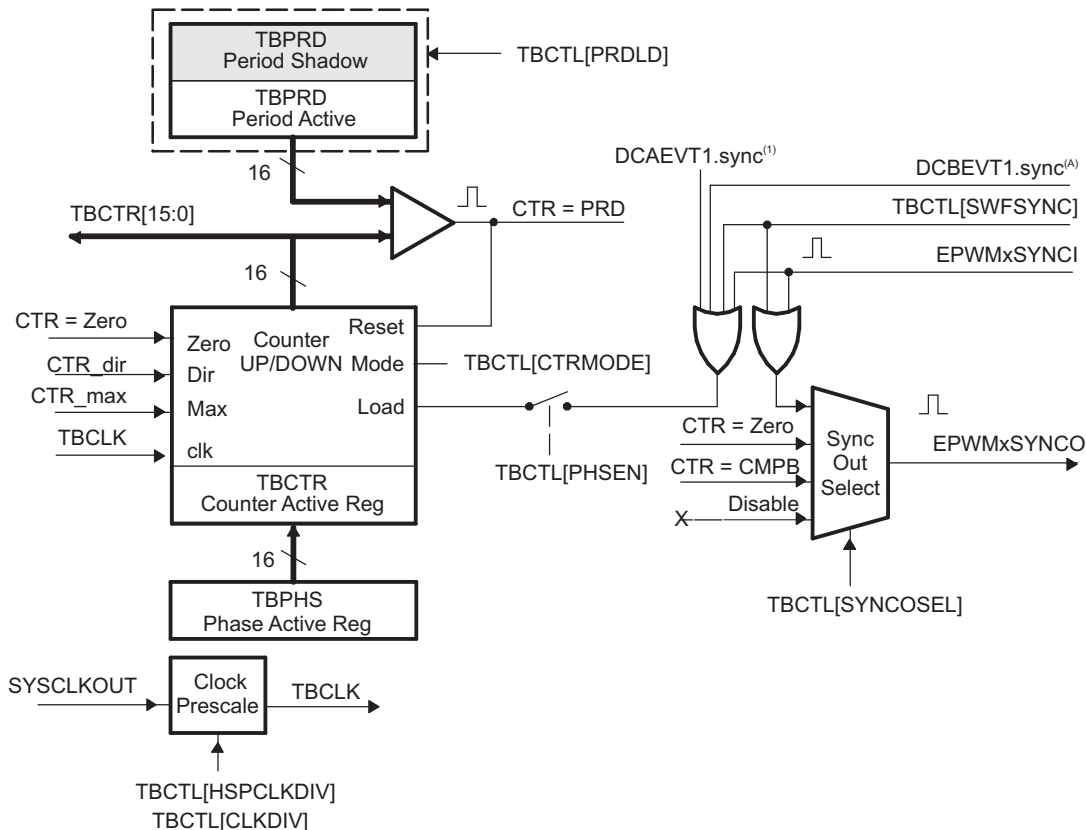 TBPRD
Period Shadow
TBPRD
Period Active
TBCTL[PRDLD]
16
DCAEVT1.sync(1)
DCBEVT1.sync(A)
TBCTL[SWFSYNC]
EPWMxSYNCI
TBCTR[15:0]
CTR = PRD
16
CTR = Zero
CTR_dir
CTR_max
TBCLK
Zero
Dir
Max
clk
Counter
UP/DOWN
Reset
Mode
Load
TBCTL[CTRMODE]
TBCTR
Counter Active Reg
TBCTL[PHSEN]
CTR = Zero
CTR = CMPB
Disable
X
Sync
Out
Select
EPWMxSYNCO
TBCTL[SYNCOSEL]
16
TBPHS
Phase Active Reg
SYSCLKOUT
Clock
Prescale
TBCLK
TBCTL[HSPCLKDIV]
TBCTL[CLKDIV]